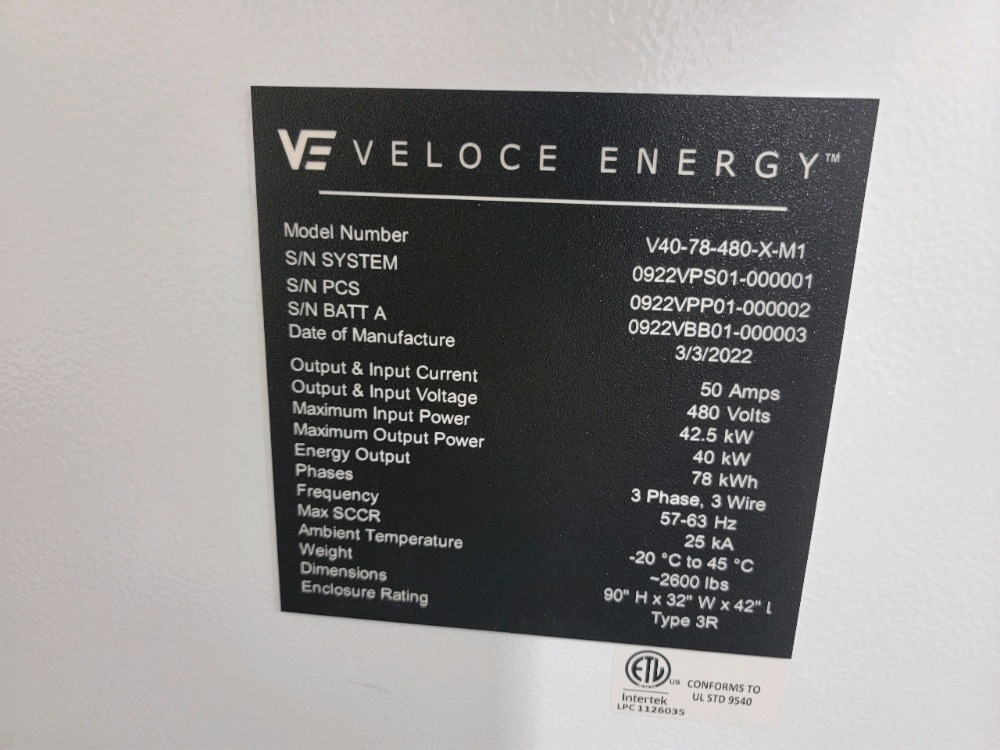 VE VELOCE ENERGY™
Model Number V40-78-480-X-M1
S/N SYSTEM 0922VPS01-000001
S/N PCS 0922VPP01-000002
S/N BATT A 0922VBB01-000003
Date of Manufacture 3/3/2022
Output & Input Current 50 Amps
Output & Input Voltage 480 Volts
Maximum Input Power 42.5 kW
Maximum Output Power 40 kW
Energy Output 78 kWh
Phases 3 Phase, 3 Wire
Frequency 57-63 Hz
Max SCCR 25 kA
Ambient Temperature -20 °C to 45 °C
Weight ~2600 lbs
Dimensions 90" H x 32" W x 42" L
Enclosure Rating Type 3R
ETL US CONFORMS TO
LISTED UL STD 9540
Intertek
LPC 1126035